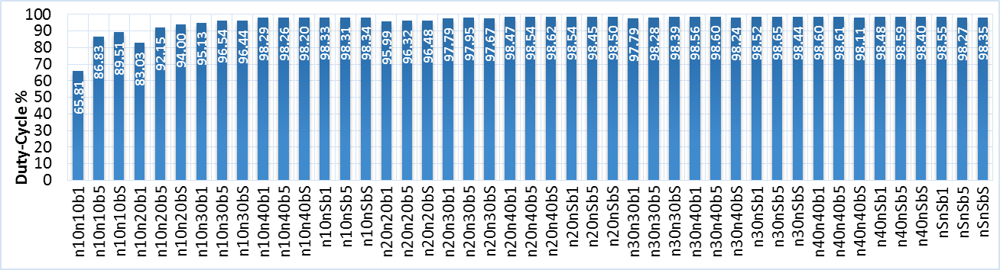 Duty-Cycle %
100
90
80
70
60
50
40
30
20
10
0
65.81
86.83
89.51
83.03
92.15
94.00
95.13
96.54
96.44
98.29
98.26
98.20
98.33
98.31
98.34
95.99
96.32
96.48
97.79
97.95
97.67
98.47
98.54
98.62
98.54
98.45
98.50
97.79
98.28
98.39
98.56
98.60
98.24
98.52
98.65
98.44
98.60
98.61
98.11
98.48
98.59
98.40
98.55
98.27
98.35
n10n10b1
n10n10b5
n10n10bS
n10n20b1
n10n20b5
n10n20bS
n10n30b1
n10n30b5
n10n30bS
n10n40b1
n10n40b5
n10n40bS
n10nSb1
n10nSb5
n10nSbS
n20n20b1
n20n20b5
n20n20bS
n20n30b1
n20n30b5
n20n30bS
n20n40b1
n20n40b5
n20n40bS
n20nSb1
n20nSb5
n20nSbS
n30n30b1
n30n30b5
n30n30bS
n30n40b1
n30n40b5
n30n40bS
n30nSb1
n30nSb5
n30nSbS
n40n40b1
n40n40b5
n40n40bS
n40nSb1
n40nSb5
n40nSbS
nSnSb1
nSnSb5
nSnSbS